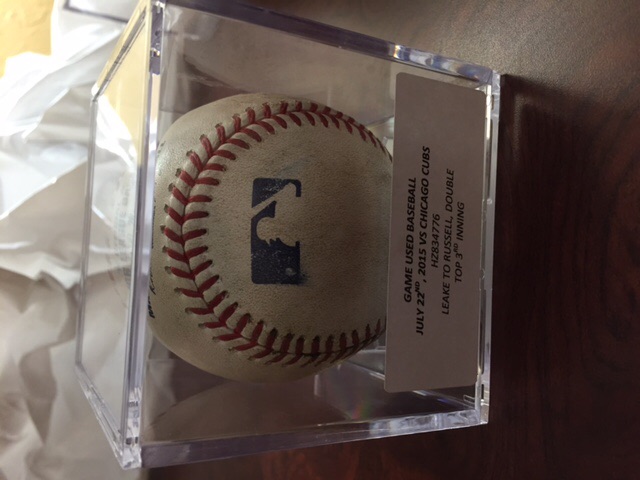 GAME USED BASEBALL
JULY 22ND, 2015 VS CHICAGO CUBS
HZ834776
LEAKE TO RUSSELL, DOUBLE
TOP 3RD INNING